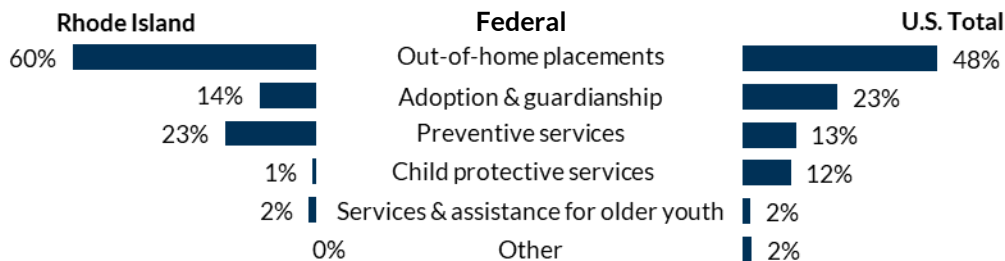 Rhode Island Federal U.S. Total
60% Out-of-home placements 48%
14% Adoption & guardianship 23%
23% Preventive services 13%
1% Child protective services 12%
2% Services & assistance for older youth 2%
0% Other 2%